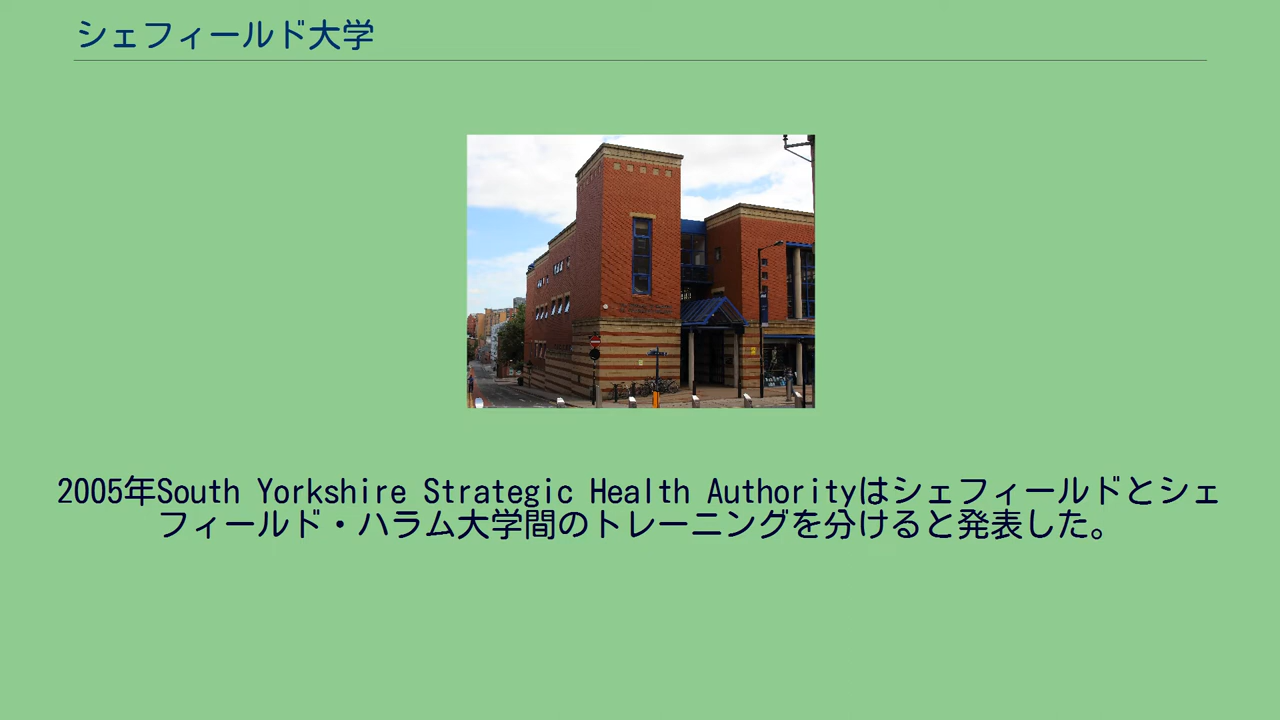 シェフィールド大学
2005年South Yorkshire Strategic Health Authorityはシェフィールドとシェ
フィールド・ハラム大学間のトレーニングを分けると発表した。